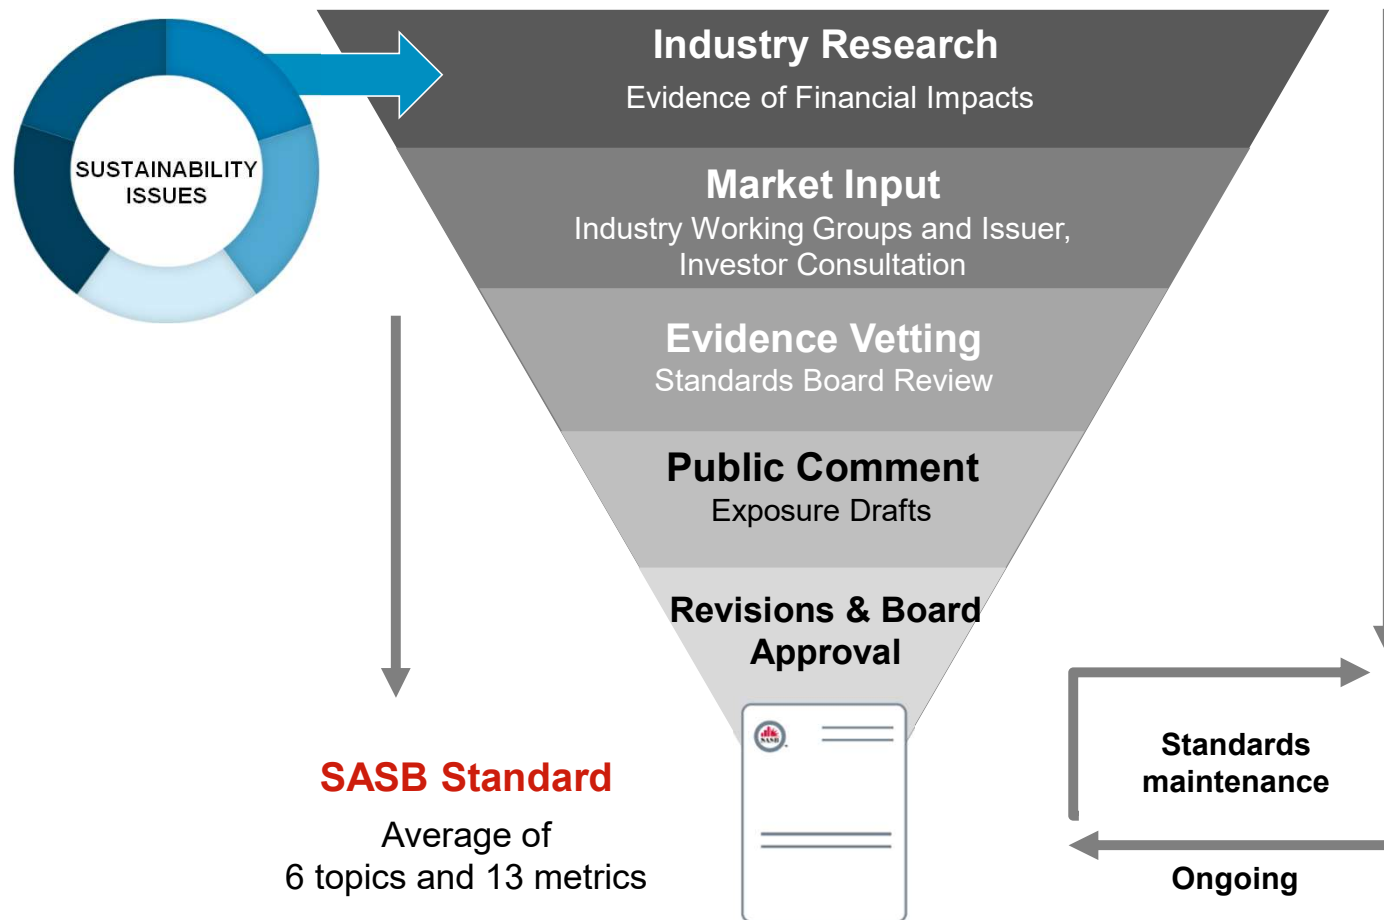 SUSTAINABILITY
ISSUES
Industry Research
Evidence of Financial Impacts
Market Input
Industry Working Groups and Issuer,
Investor Consultation
Evidence Vetting
Standards Board Review
Public Comment
Exposure Drafts
Revisions & Board
Approval
SASB
SASB Standard
Average of
6 topics and 13 metrics
Standards
maintenance
Ongoing